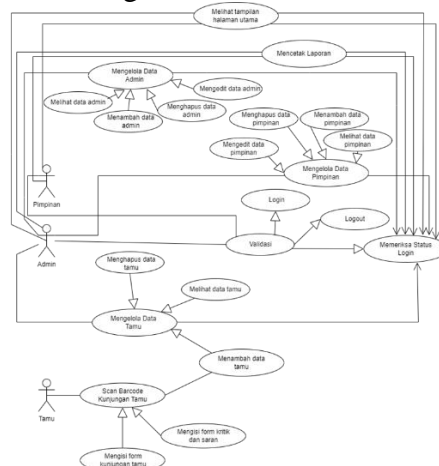 Melihat tampilan
halaman utama
Mencetak Laporan
Mengelola Data
Admin
Mengedit data admin
Melihat data admin
Menghapus data
admin
Menambah data
admin
Menghapus data
pimpinan
Menambah data
pimpinan
Melihat data
pimpinan
Mengedit data
pimpinan
Mengelola Data
Pimpinan
Pimpinan
Login
Logout
Validasi
Memeriksa Status
Login
Admin
Menghapus data
tamu
Melihat data tamu
Mengelola Data
Tamu
Menambah data
tamu
Scan Barcode
Kunjungan Tamu
Tamu
Mengisi form kritik
dan saran
Mengisi form
kunjungan tamu